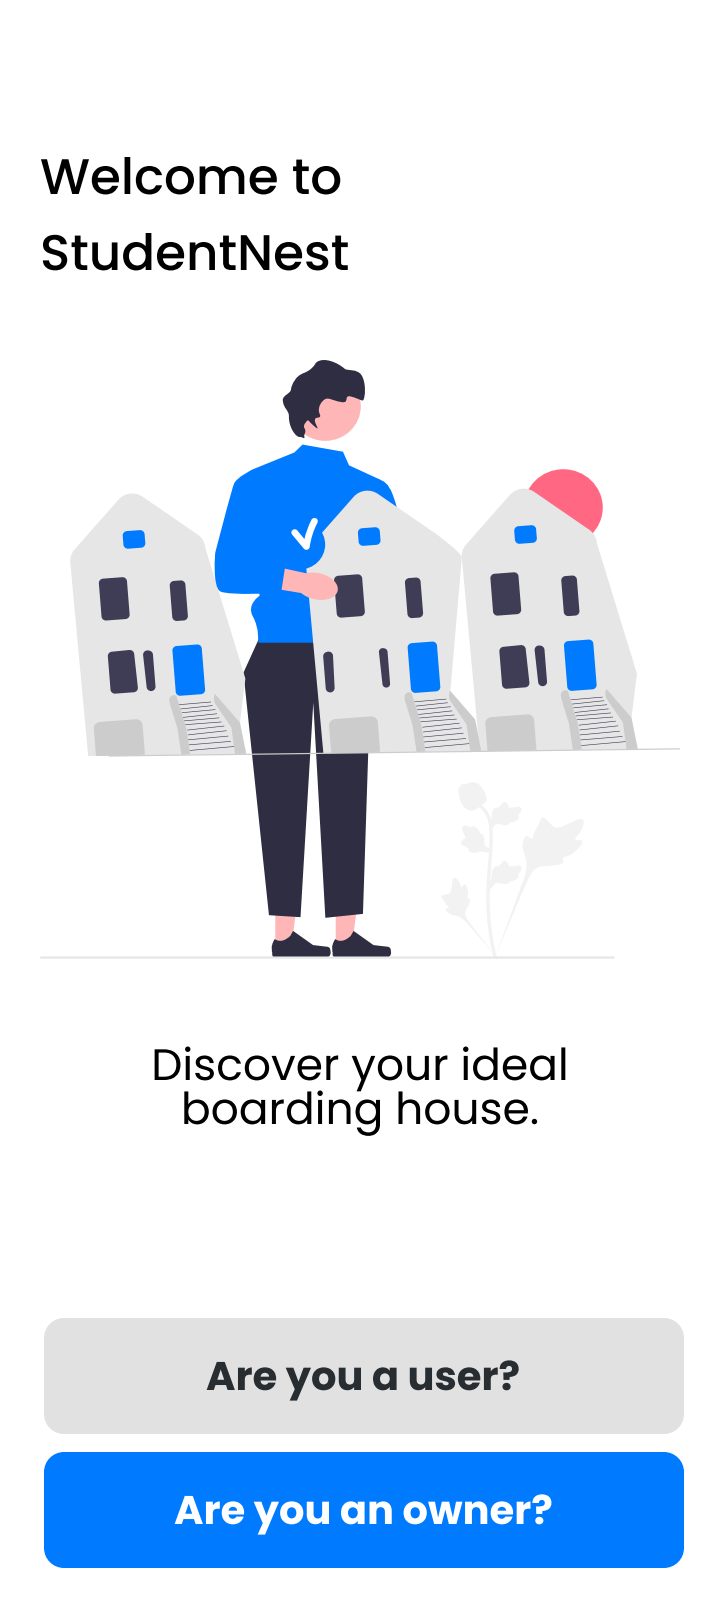 Welcome to
StudentNest
Discover your ideal
boarding house.
Are you a user?
Are you an owner?